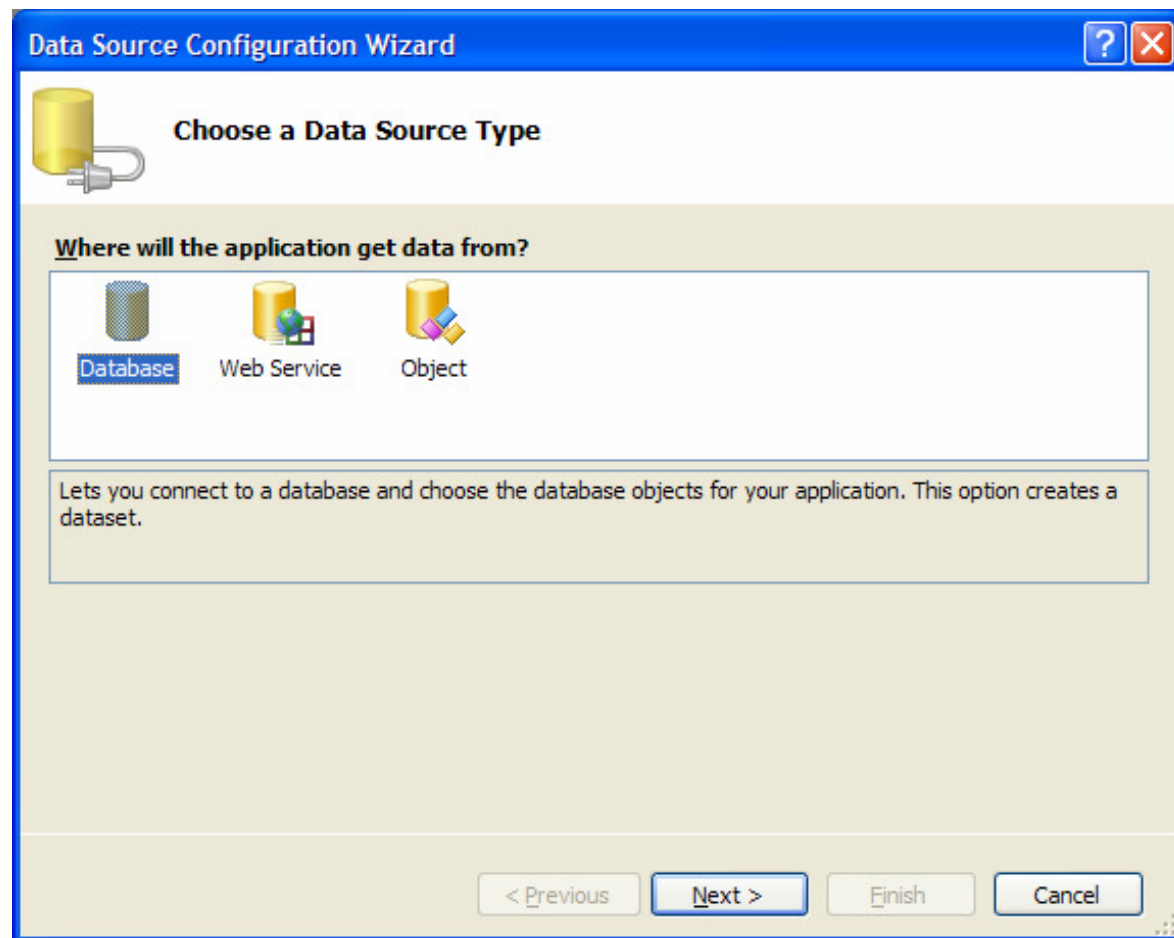 Data Source Configuration Wizard
Choose a Data Source Type
Where will the application get data from?
Database
Web Service
Object
Lets you connect to a database and choose the database objects for your application. This option creates a
dataset.
< Previous
Next >
Finish
Cancel